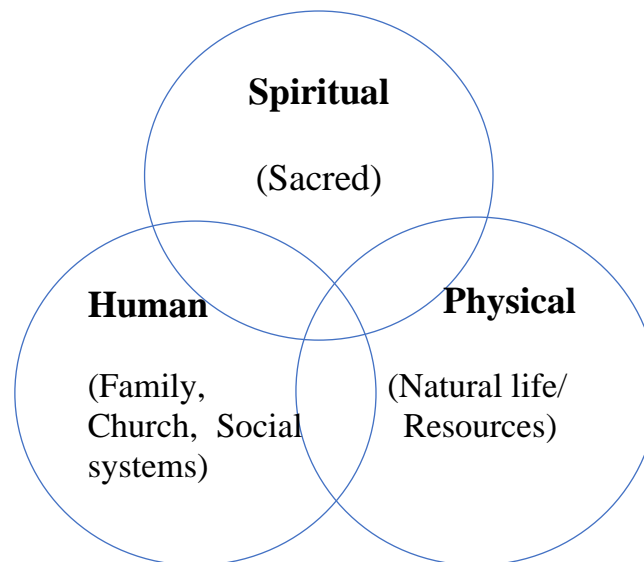 Spiritual
(Sacred)
Human
(Family,
Church, Social
systems)
Physical
(Natural life/
Resources)